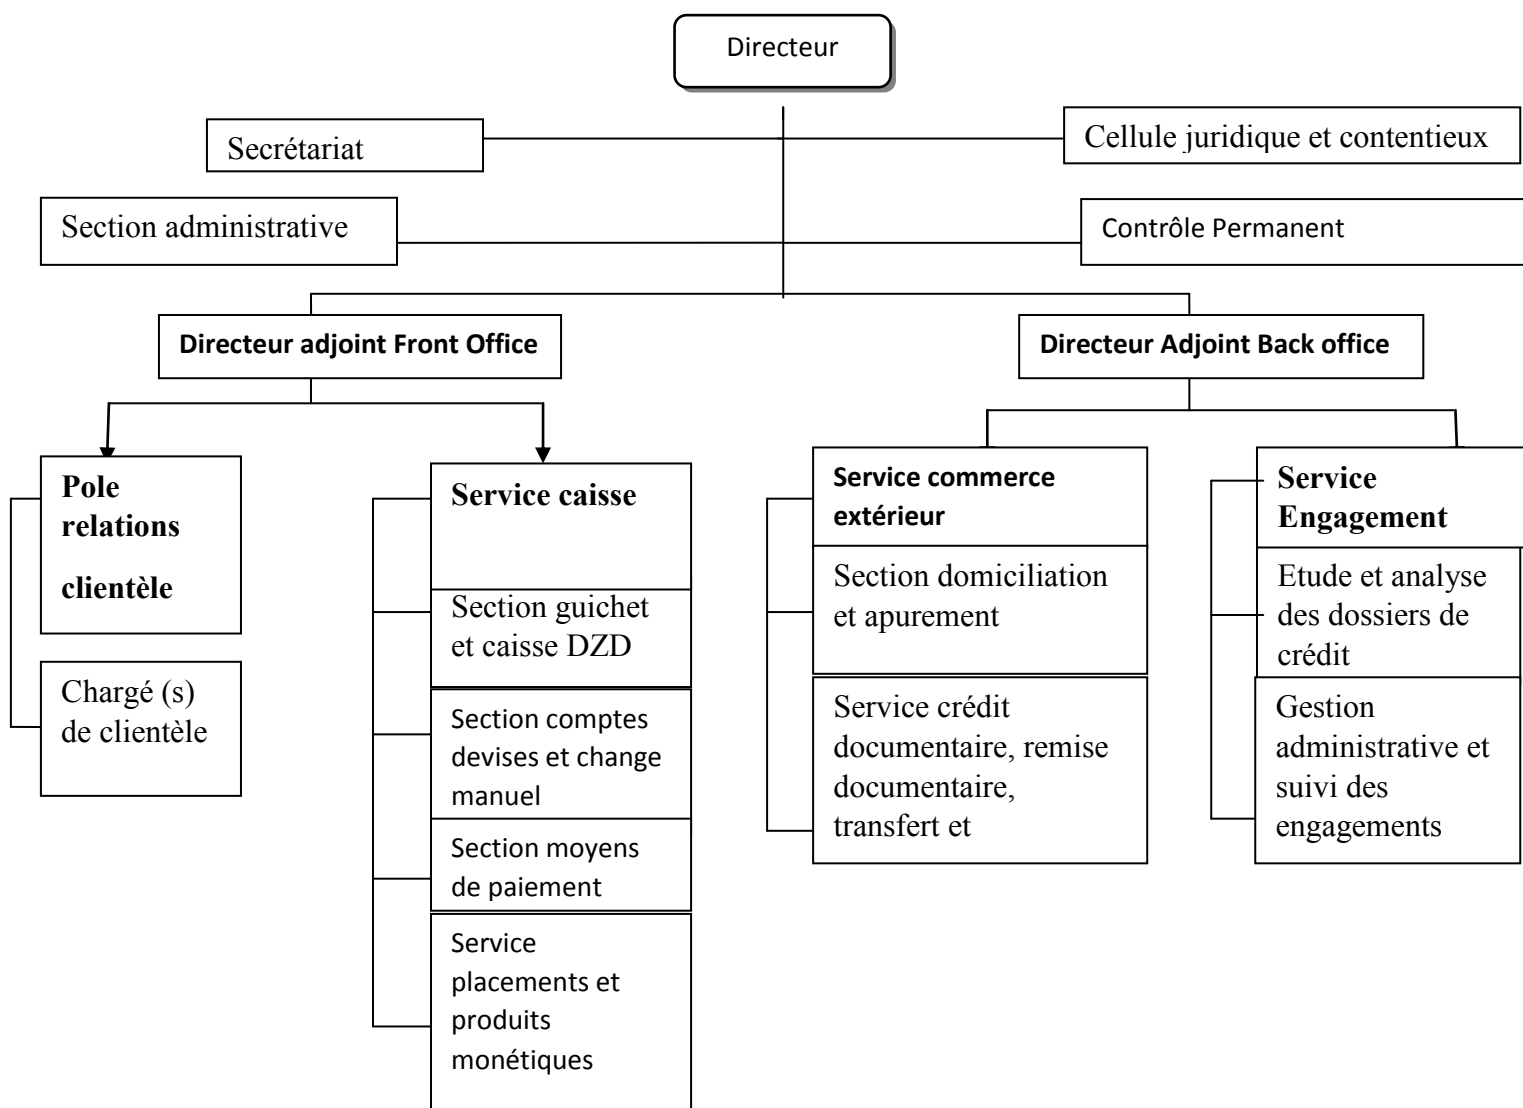 Directeur
Secrétariat
Cellule juridique et contentieux
Section administrative
Contrôle Permanent
Directeur adjoint Front Office
Directeur Adjoint Back office
Pole
relations
clientèle
Chargé (s)
de clientèle
Service caisse
Section guichet
et caisse DZD
Section comptes
devises et change
manuel
Section moyens
de paiement
Service
placements et
produits
monétiques
Service commerce
extérieur
Section domiciliation
et apurement
Service crédit
documentaire, remise
documentaire,
transfert et
Service
Engagement
Etude et analyse
des dossiers de
crédit
Gestion
administrative et
suivi des
engagements